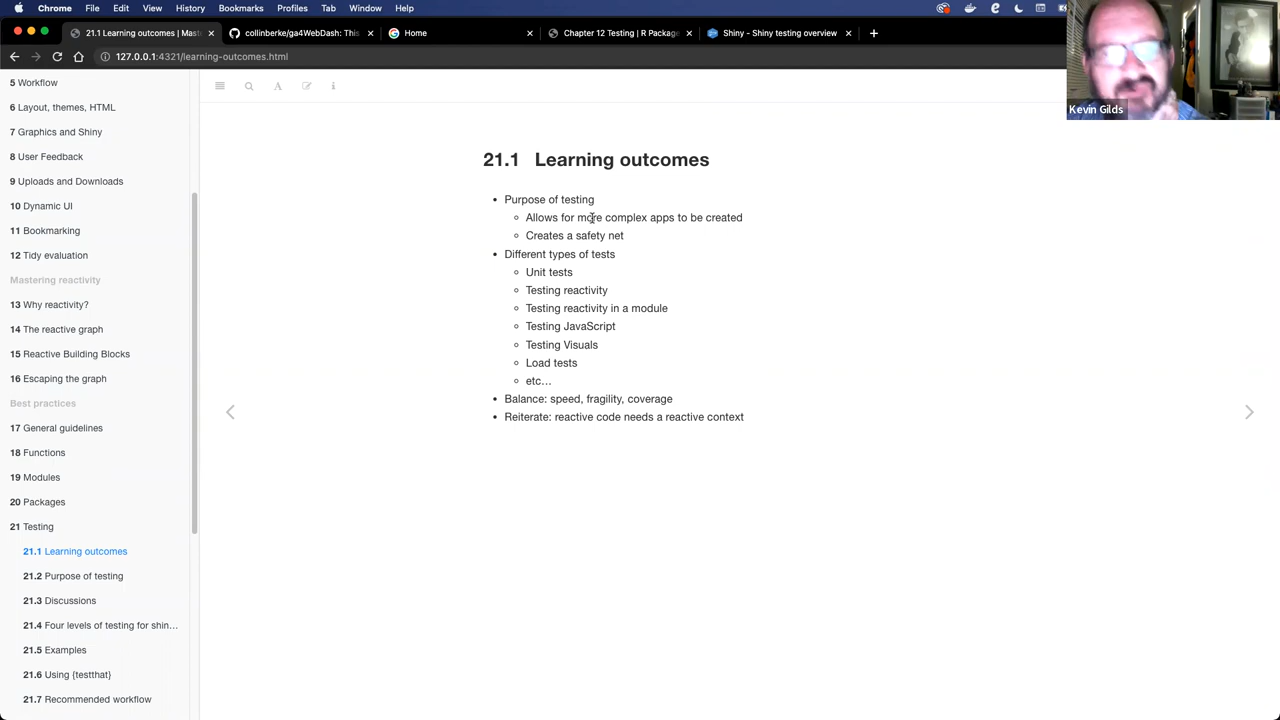 Chrome File Edit View History Bookmarks Profiles Tab Window Help
21.1 Learning outcomes | Mast
collinberke/ga4WebDash: This
Home
Chapter 12 Testing | R Package
Shiny - Shiny testing overview
127.0.0.1:4321/learning-outcomes.html
Kevin Gilds
5 Workflow
6 Layout, themes, HTML
7 Graphics and Shiny
8 User Feedback
9 Uploads and Downloads
10 Dynamic UI
11 Bookmarking
12 Tidy evaluation
Mastering reactivity
13 Why reactivity?
14 The reactive graph
15 Reactive Building Blocks
16 Escaping the graph
Best practices
17 General guidelines
18 Functions
19 Modules
20 Packages
21 Testing
21.1 Learning outcomes
21.2 Purpose of testing
21.3 Discussions
21.4 Four levels of testing for shin...
21.5 Examples
21.6 Using {testthat}
21.7 Recommended workflow
21.1 Learning outcomes
Purpose of testing
Allows for more complex apps to be created
Creates a safety net
Different types of tests
Unit tests
Testing reactivity
Testing reactivity in a module
Testing JavaScript
Testing Visuals
Load tests
etc…
Balance: speed, fragility, coverage
Reiterate: reactive code needs a reactive context